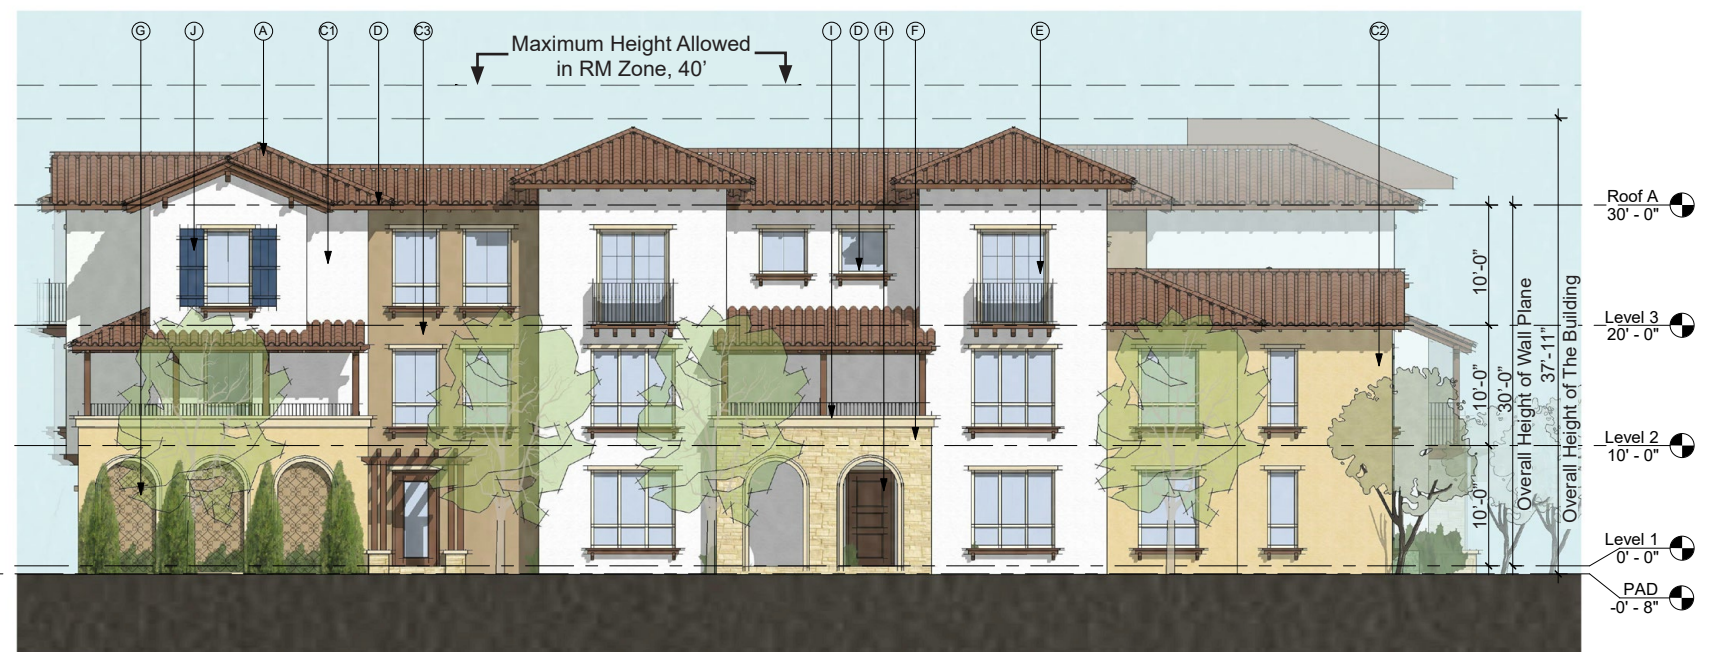 G J A C1 D C3 I D H F E C2
Maximum Height Allowed
in RM Zone, 40’
Roof A
30' - 0"
Level 3
20' - 0"
Level 2
10' - 0"
Level 1
0' - 0"
PAD
-0' - 8"
10’-0”
10’-0”
10’-0”
30’-0”
Overall Height of Wall Plane
37’-11”
Overall Height of The Building